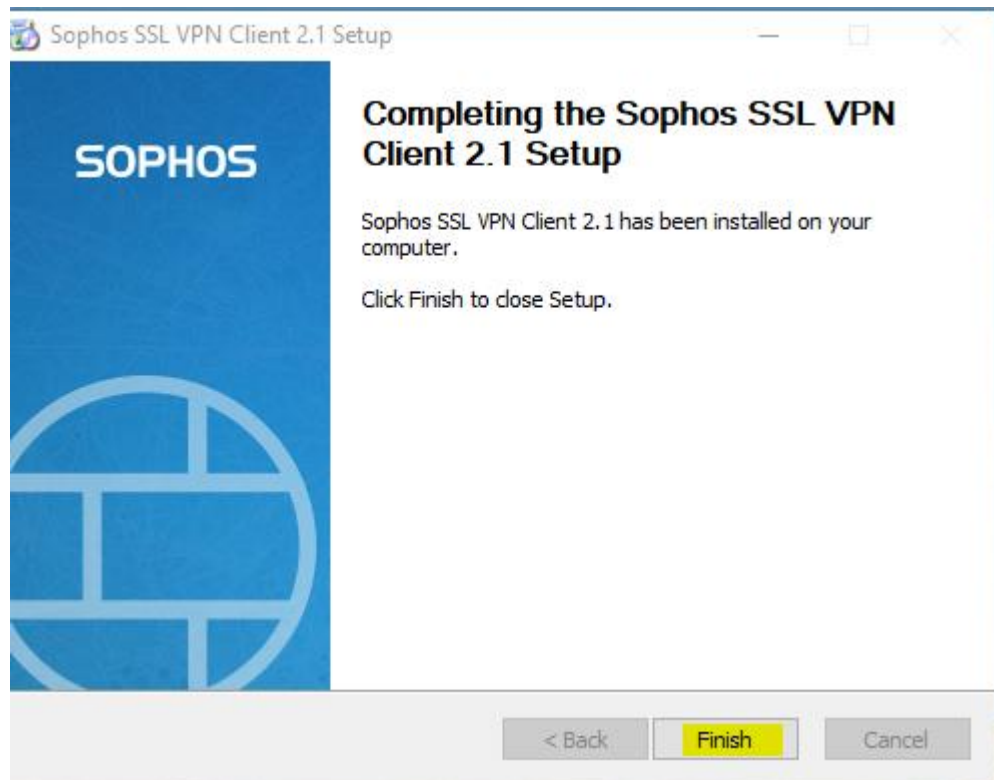 Sophos SSL VPN Client 2.1 Setup
SOPHOS
Completing the Sophos SSL VPN
Client 2.1 Setup
Sophos SSL VPN Client 2.1 has been installed on your
computer.
Click Finish to close Setup.
< Back
Finish
Cancel